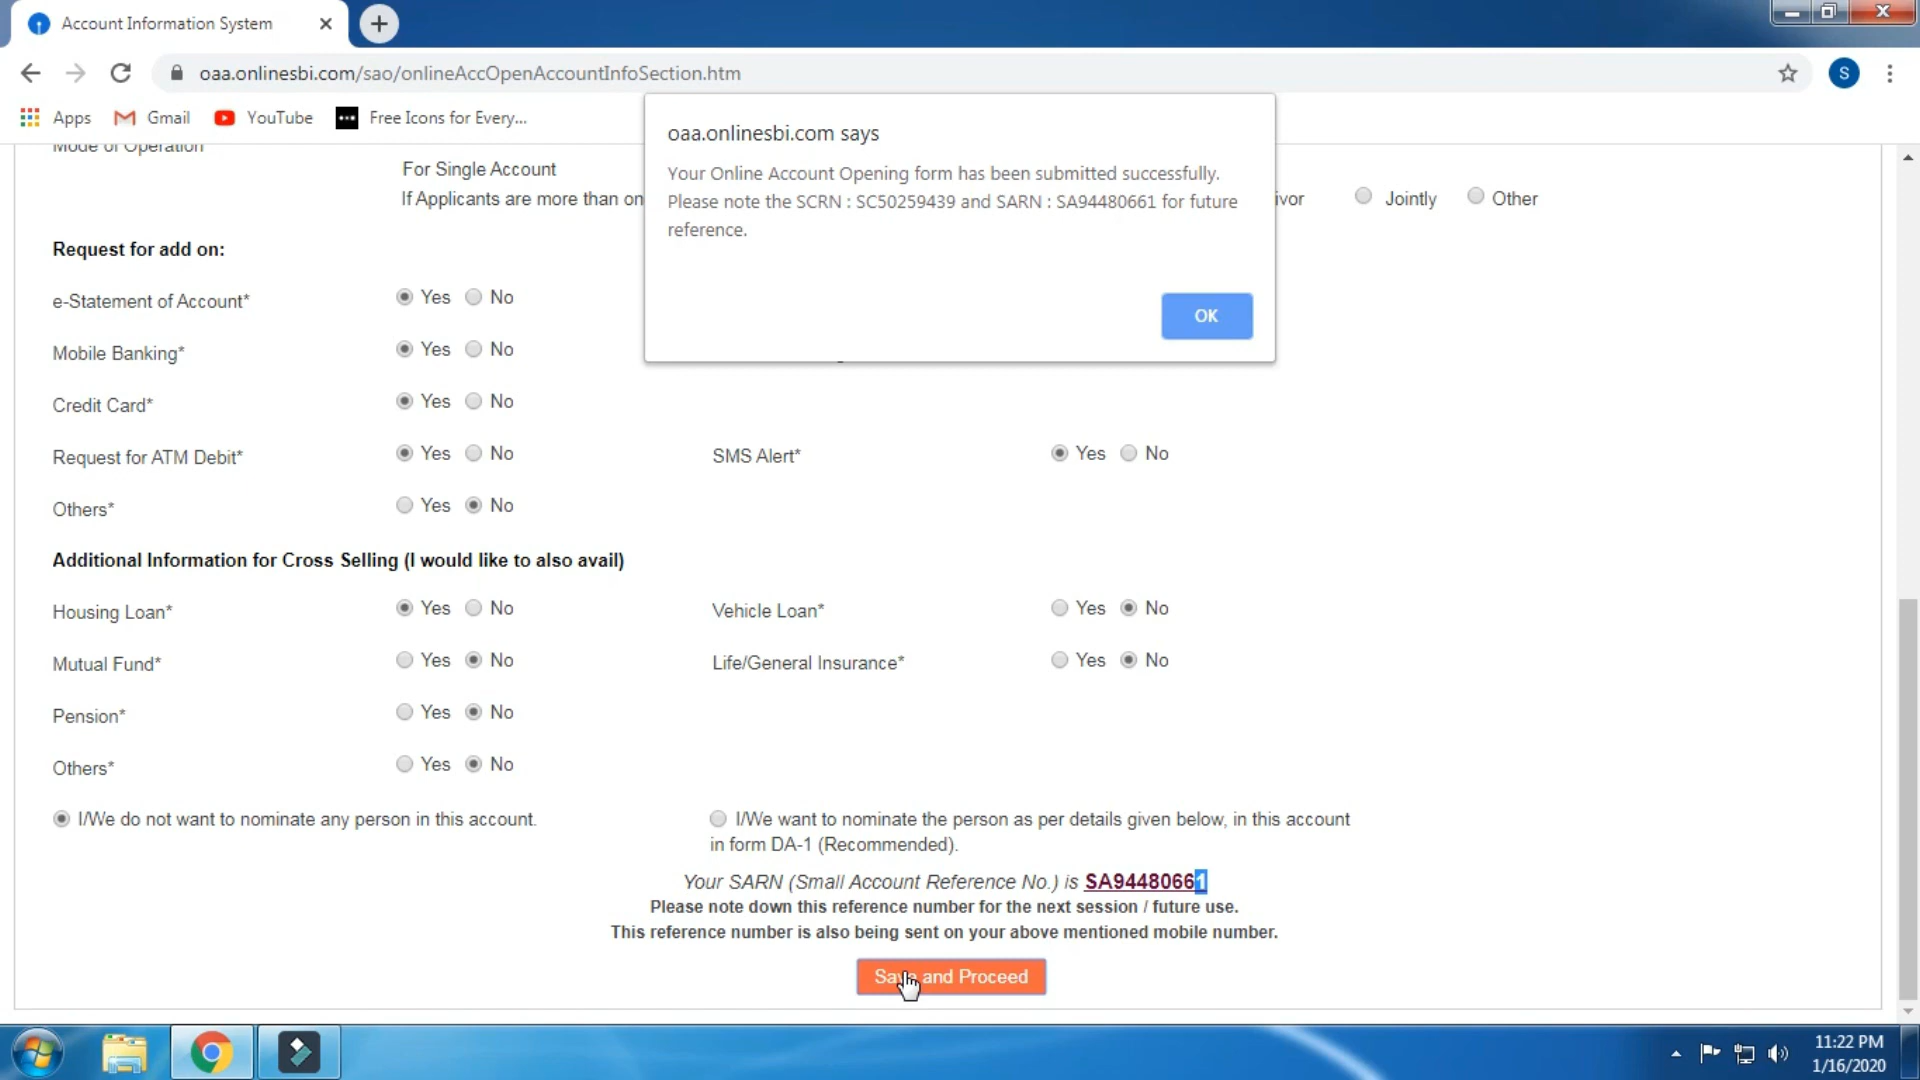 Account Information System
oaa.onlinesbi.com/sao/onlineAccOpenAccountInfoSection.htm
S
Apps Gmail YouTube Free Icons for Every...
oaa.onlinesbi.com says
Your Online Account Opening form has been submitted successfully.
Please note the SCRN : SC50259439 and SARN : SA94480661 for future
reference.
OK
Mode of Operation
For Single Account
If Applicants are more than on
ivor Jointly Other
Request for add on:
e-Statement of Account* Yes No
Mobile Banking* Yes No
Credit Card* Yes No
Request for ATM Debit* Yes No SMS Alert* Yes No
Others* Yes No
Additional Information for Cross Selling (I would like to also avail)
Housing Loan* Yes No Vehicle Loan* Yes No
Mutual Fund* Yes No Life/General Insurance* Yes No
Pension* Yes No
Others* Yes No
I/We do not want to nominate any person in this account.
I/We want to nominate the person as per details given below, in this account
in form DA-1 (Recommended).
Your SARN (Small Account Reference No.) is SA94480661
Please note down this reference number for the next session / future use.
This reference number is also being sent on your above mentioned mobile number.
Save and Proceed
11:22 PM
1/16/2020